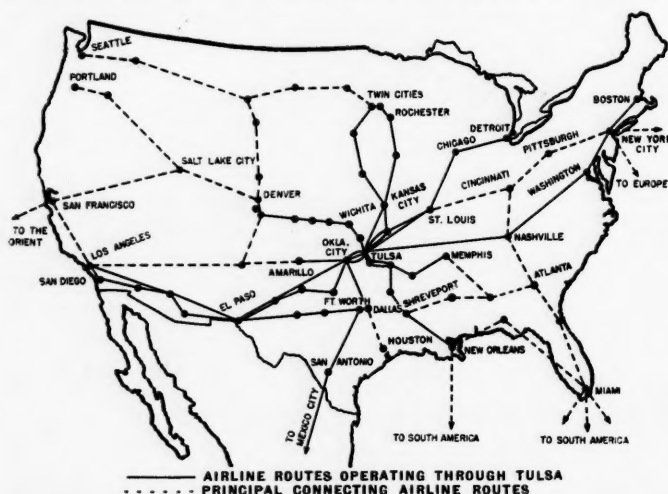 SEATTLE
PORTLAND
TWIN CITIES
ROCHESTER
BOSTON
DETROIT
CHICAGO
PITTSBURGH
NEW YORK
CITY
SALT LAKE CITY
CINCINNATI
WASHINGTON
TO EUROPE
DENVER
WICHITA
KANSAS
CITY
SAN FRANCISCO
ST. LOUIS
TO THE
ORIENT
OKLA.
CITY
TULSA
NASHVILLE
LOS ANGELES
AMARILLO
MEMPHIS
SAN DIEGO
EL PASO
FT WORTH
DALLAS
SHREVEPORT
ATLANTA
HOUSTON
NEW ORLEANS
SAN ANTONIO
MIAMI
TO
MEXICO CITY
TO SOUTH AMERICA
TO SOUTH AMERICA
AIRLINE ROUTES OPERATING THROUGH TULSA
PRINCIPAL CONNECTING AIRLINE ROUTES